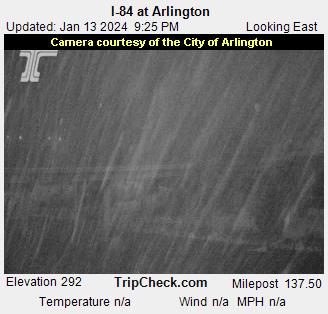 I-84 at Arlington
Updated: Jan 13 2024 9:25 PM Looking East
Camera courtesy of the City of Arlington
Elevation 292 TripCheck.com Milepost 137.50
Temperature n/a Wind n/a MPH n/a